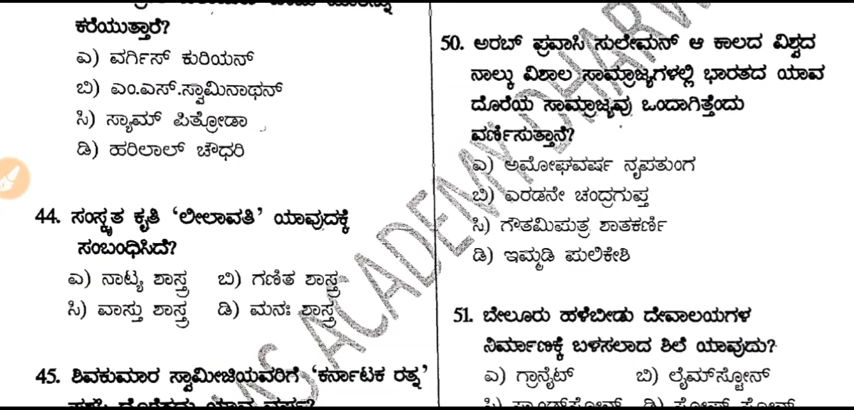 ಕರೆಯುತ್ತಾರೆ?
ಎ) ವರ್ಗಿಸ್ ಕುರಿಯನ್
ಬಿ) ಎಂ.ಎಸ್.ಸ್ವಾಮಿನಾಥನ್
ಸಿ) ಸ್ಯಾಮ್ ಪಿತ್ರೋಡಾ
ಡಿ) ಹರಿಲಾಲ್ ಚೌಧರಿ
44. ಸಂಸ್ಕೃತ ಕೃತಿ ‘ಲೀಲಾವತಿ’ ಯಾವುದಕ್ಕೆ
ಸಂಬಂಧಿಸಿದೆ?
ಎ) ನಾಟ್ಯ ಶಾಸ್ತ್ರ ಬಿ) ಗಣಿತ ಶಾಸ್ತ್ರ
ಸಿ) ವಾಸ್ತು ಶಾಸ್ತ್ರ ಡಿ) ಮನಃ ಶಾಸ್ತ್ರ
45. ಶಿವಕುಮಾರ ಸ್ವಾಮೀಜಿಯವರಿಗೆ ‘ಕರ್ನಾಟಕ ರತ್ನ’
50. ಅರಬ್ ಪ್ರವಾಸಿ ಸುಲೇಮನ್ ಆ ಕಾಲದ ವಿಶ್ವದ
ನಾಲ್ಕು ವಿಶಾಲ ಸಾಮ್ರಾಜ್ಯಗಳಲ್ಲಿ ಭಾರತದ ಯಾವ
ದೊರೆಯ ಸಾಮ್ರಾಜ್ಯವು ಒಂದಾಗಿತ್ತೆಂದು
ವರ್ಣಿಸುತ್ತಾನೆ?
ಎ) ಅಮೋಘವರ್ಷ ನೃಪತುಂಗ
ಬಿ) ಎರಡನೇ ಚಂದ್ರಗುಪ್ತ
ಸಿ) ಗೌತಮಿಪುತ್ರ ಶಾತಕರ್ಣಿ
ಡಿ) ಇಮ್ಮಡಿ ಪುಲಿಕೇಶಿ
51. ಬೇಲೂರು ಹಳೆಬೀಡು ದೇವಾಲಯಗಳ
ನಿರ್ಮಾಣಕ್ಕೆ ಬಳಸಲಾದ ಶಿಲೆ ಯಾವುದು?
ಎ) ಗ್ರಾನೈಟ್ ಬಿ) ಲೈಮ್‌ಸ್ಟೋನ್
ACADEMY DHARW